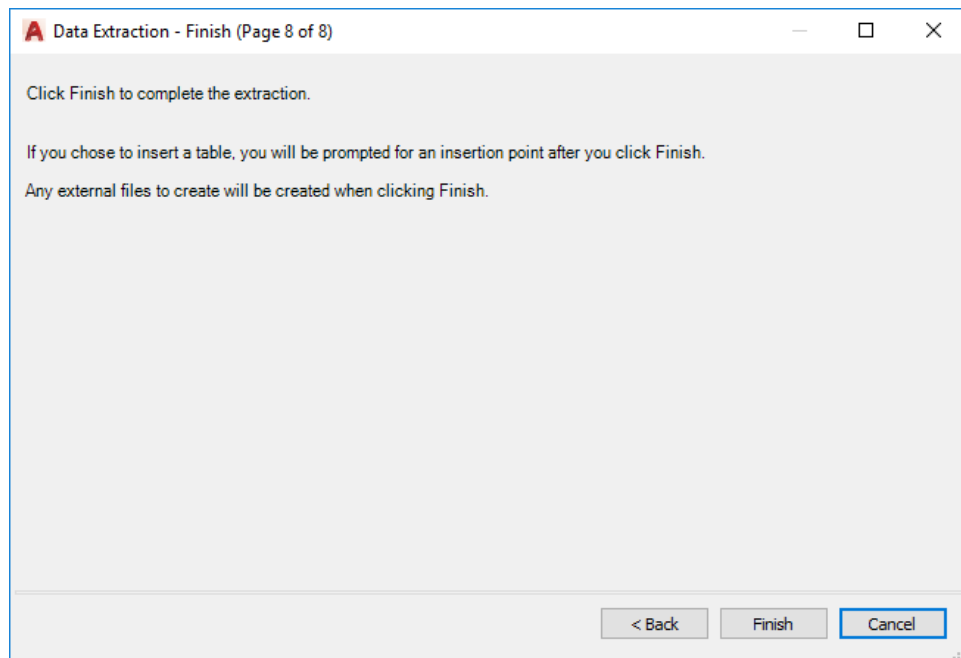 Data Extraction - Finish (Page 8 of 8)
Click Finish to complete the extraction.
If you chose to insert a table, you will be prompted for an insertion point after you click Finish.
Any external files to create will be created when clicking Finish.
< Back Finish Cancel